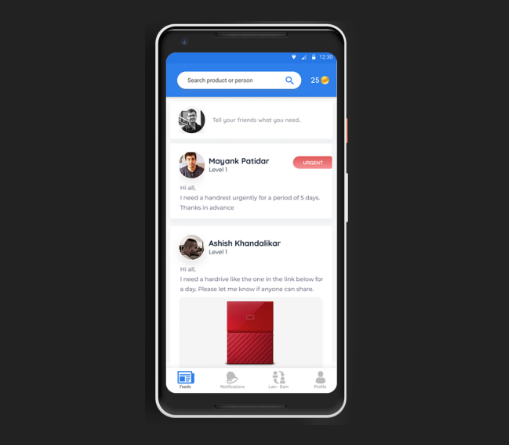 12:30
Search product or person
25
Tell your friends what you need..
Mayank Patidar
Level 1
URGENT
Hi all,
I need a handrest urgently for a period of 5 days.
Thanks in advance
Ashish Khandalikar
Level 1
Hi all,
I need a hardrive like the one in the link below for
a day. Please let me know if anyone can share.
Feeds
Notifications
Earn
Profile